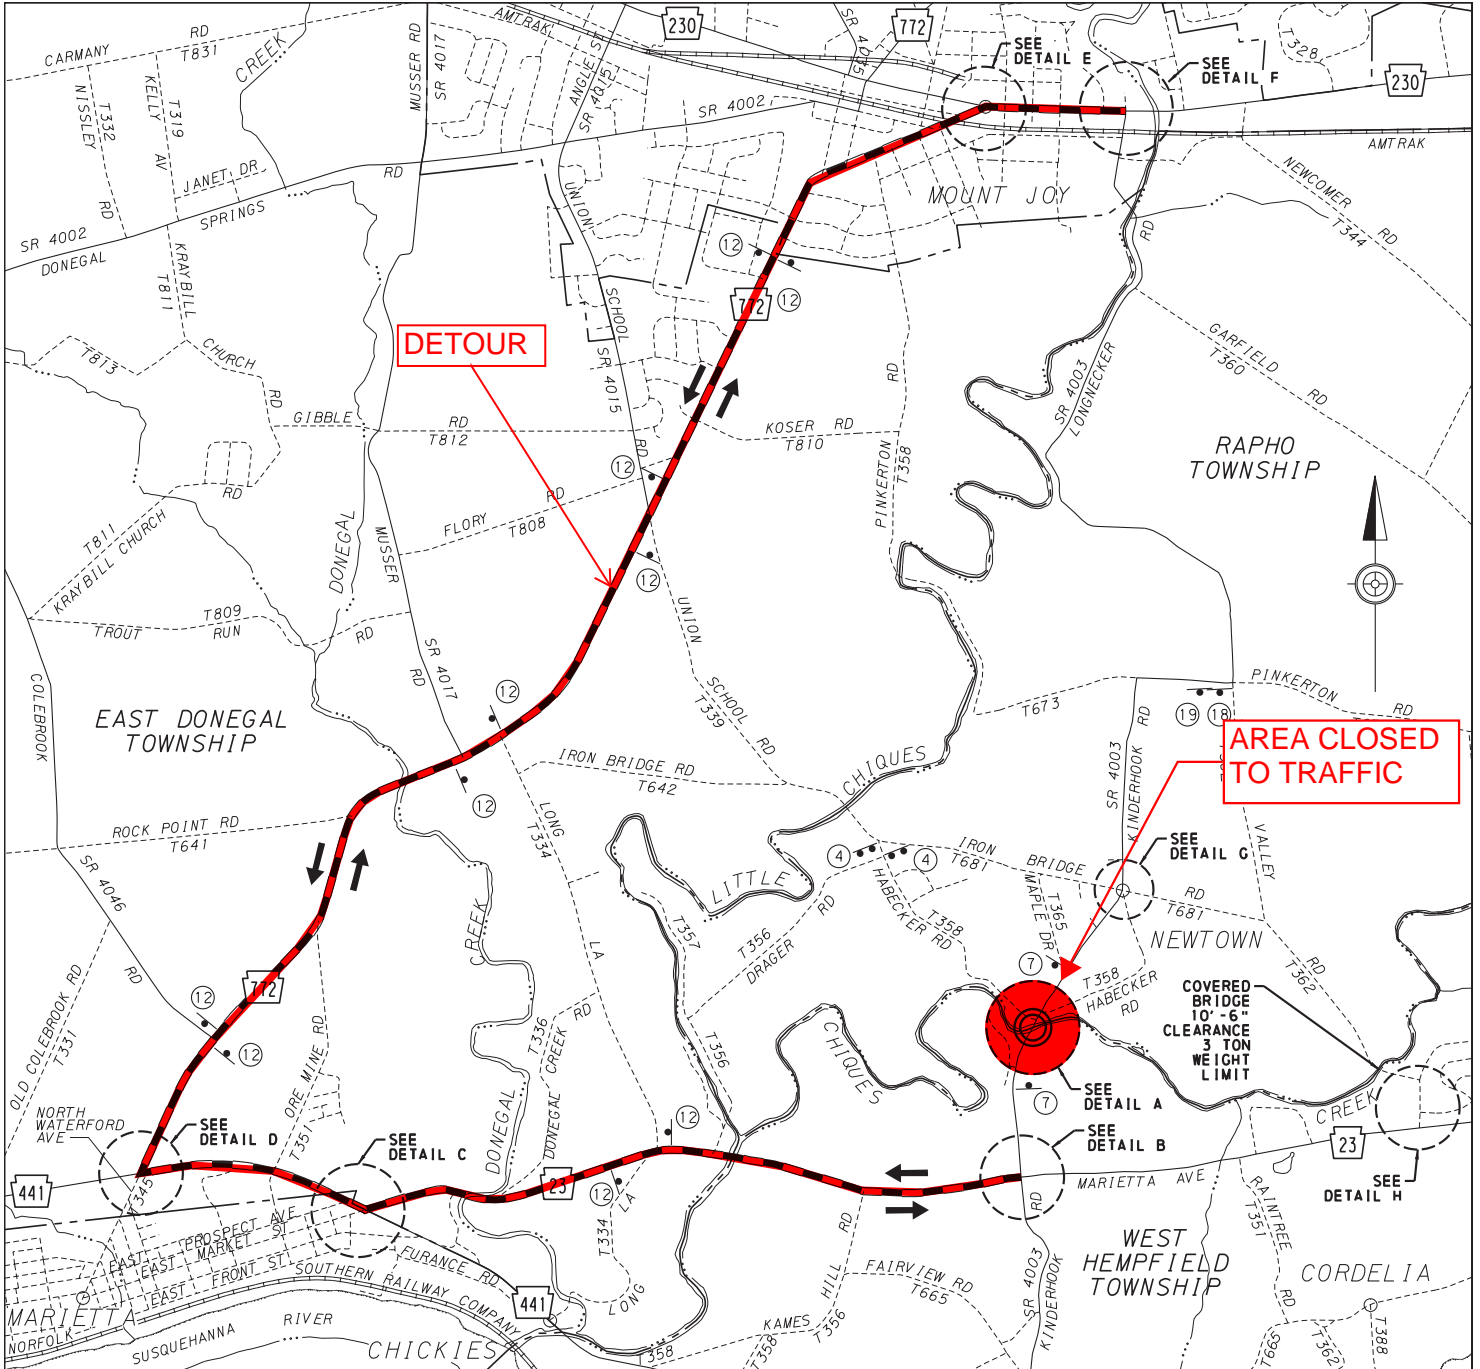 CARMANY
RD
T831
CREEK
MUSSER RD
SR 4017
AMTRAK
ANGLE ST
SR 4015
230
SR 4025
772
SEE
DETAIL E
SEE
DETAIL F
T328
230
AMTRAK
T332
NISSLEY
RD
T319
KELLY
AV
JANET DR
SR 4002
RD
SPRINGS
SR 4002
DONEGAL
KRAYBILL
T811
UNION
MOUNT JOY
NEWCOMER
RD
T344
RD
12
12
772
SCHOOL
SR 4015
RD
DETOUR
T813
CHURCH
RD
GIBBLE
RD
T812
KOSER RD
T810
RD
PINKERTON
T358
SR 4003
LONGNECKER
GARFIELD
T360
RD
RAPHO
TOWNSHIP
RD
T811
KRAYBILL CHURCH
DONEGAL
MUSSER
FLORY
RD
T808
12
12
T809
TROUT
RUN
RD
SR 4017
RD
UNION
SCHOOL
T339
RD
COLEBROOK
EAST DONEGAL
TOWNSHIP
12
12
T673
PINKERTON
RD
19
18
AREA CLOSED
TO TRAFFIC
SR 4003
KINDERHOOK
RD
IRON BRIDGE RD
T642
CHIQUES
LITTLE
LONG
T334
LA
ROCK POINT RD
T641
SR 4046
RD
4
4
IRON
T681
BRIDGE
RD
T681
SEE
DETAIL G
VALLEY
RD
T362
HABECKER RD
T358
T365
MAPLE DR
T356
DRAGER
RD
T357
NEWTOWN
CREEK
7
T358
HABECKER
RD
COVERED
BRIDGE
10'-6"
CLEARANCE
3 TON
WEIGHT
LIMIT
772
12
12
OLD COLEBROOK RD
T331
ORE MINE RD
T351
T336
DONEGAL CREEK
RD
T356
CHIQUES
SEE
DETAIL A
7
CREEK
NORTH
WATERFORD
AVE
SEE
DETAIL D
SEE
DETAIL C
DONEGAL
12
SEE
DETAIL B
23
SEE
DETAIL H
441
T345
23
12
LA
T334
LONG
MARIETTA AVE
RD
EAST PROSPECT AVE
EAST MARKET ST
EAST FRONT ST
FURANCE RD
SOUTHERN RAILWAY COMPANY
NORFOLK
441
MARIETTA
SUSQUEHANNA
RIVER
CHICKIES
RD
HILL
T356
KAMES
T358
T358
FAIRVIEW RD
T665
SR 4003
KINDERHOOK
WEST
HEMPFIELD
TOWNSHIP
RAINTREE
T351
RD
CORDELIA
T665
T362
T388